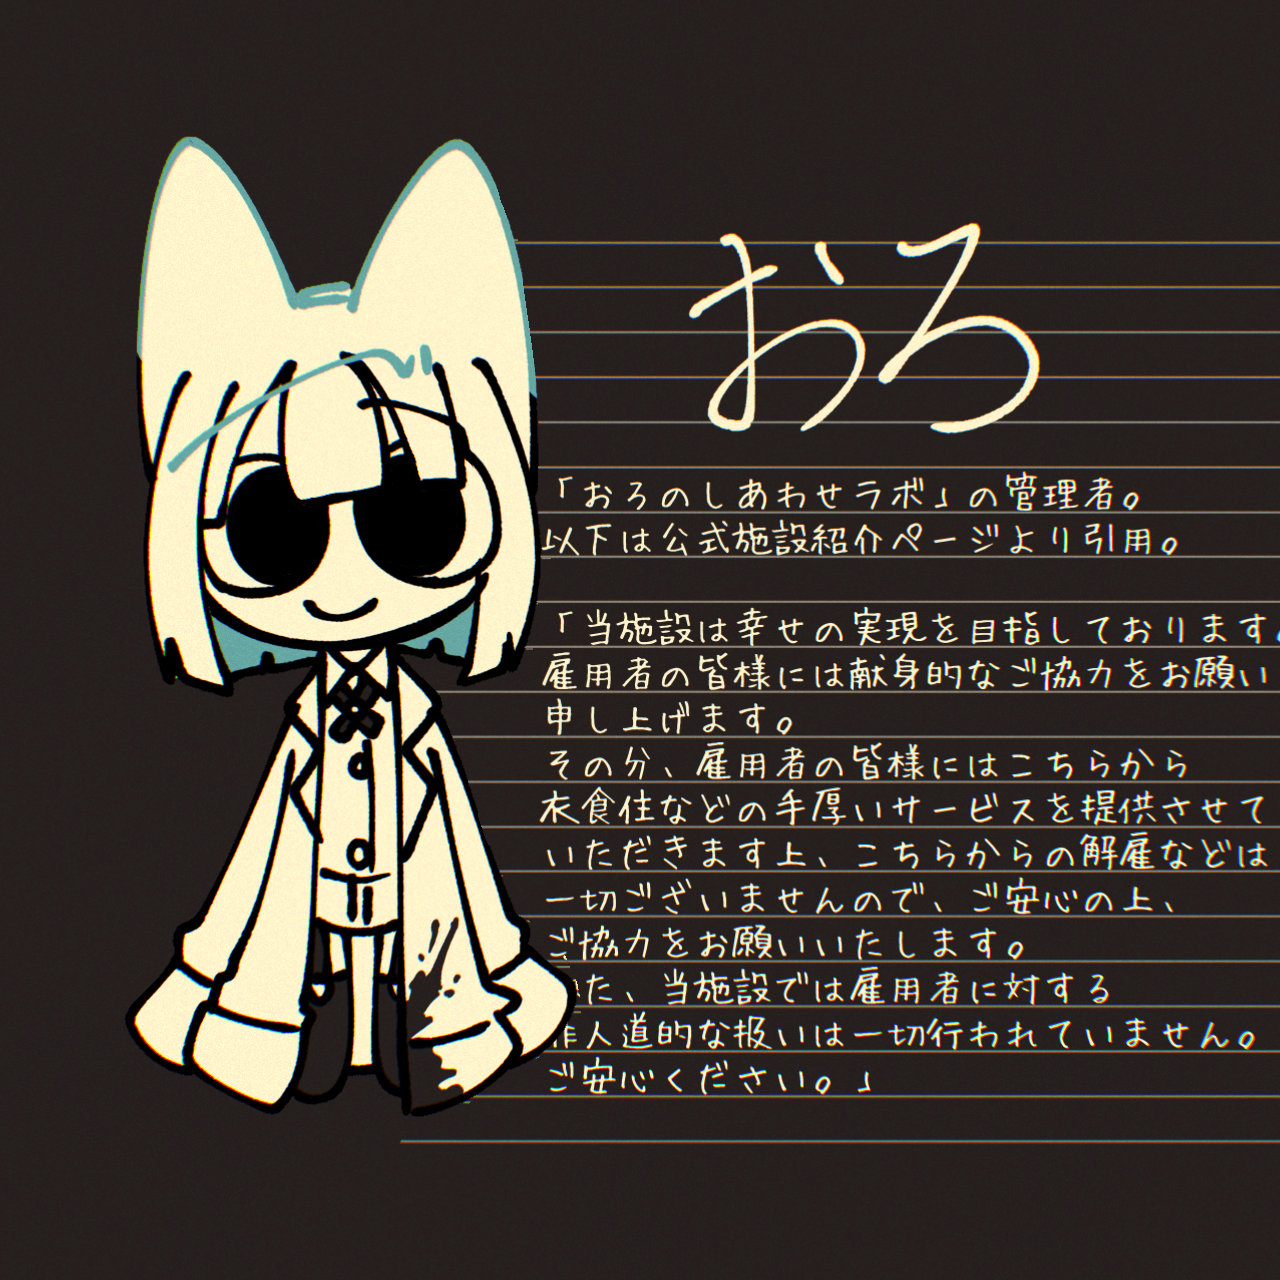 おろ
「おろのしあわせラボ」の管理者。
以下は公式施設紹介ページより引用。
「当施設は幸せの実現を目指しております。
雇用者の皆様には献身的なご協力をお願い
申し上げます。
その分、雇用者の皆様にはこちらから
衣食住などの手厚いサービスを提供させて
いただきます上、こちらからの解雇などは
一切ございませんので、ご安心の上、
ご協力をお願いいたします。
また、当施設では雇用者に対する
非人道的な扱いは一切行われていません。
ご安心ください。」